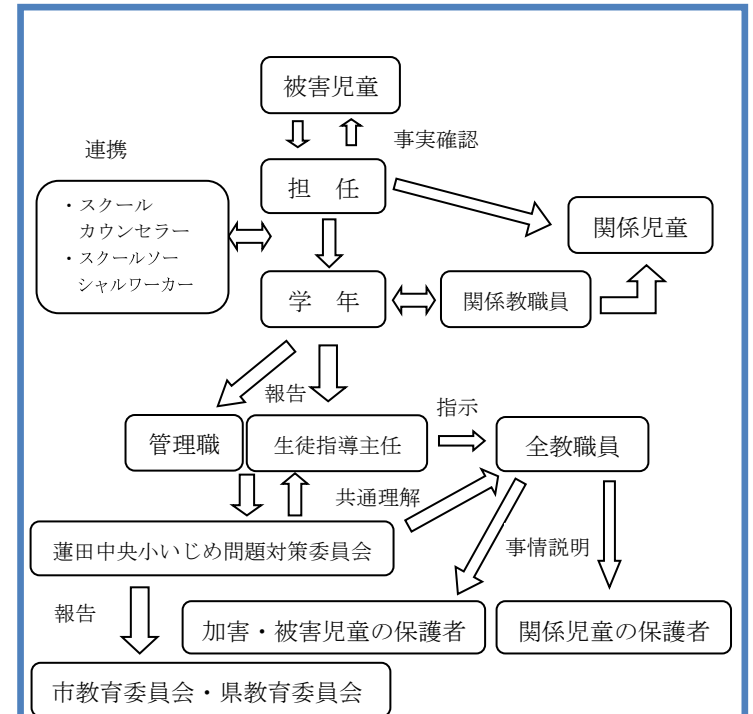 被害児童
連携
事実確認
担　任
・スクール
カウンセラー
・スクールソー
シャルワーカー
関係児童
学　年
関係教職員
報告
指示
管理職
生徒指導主任
全教職員
共通理解
蓮田中央小いじめ問題対策委員会
事情説明
報告
加害・被害児童の保護者
関係児童の保護者
市教育委員会・県教育委員会